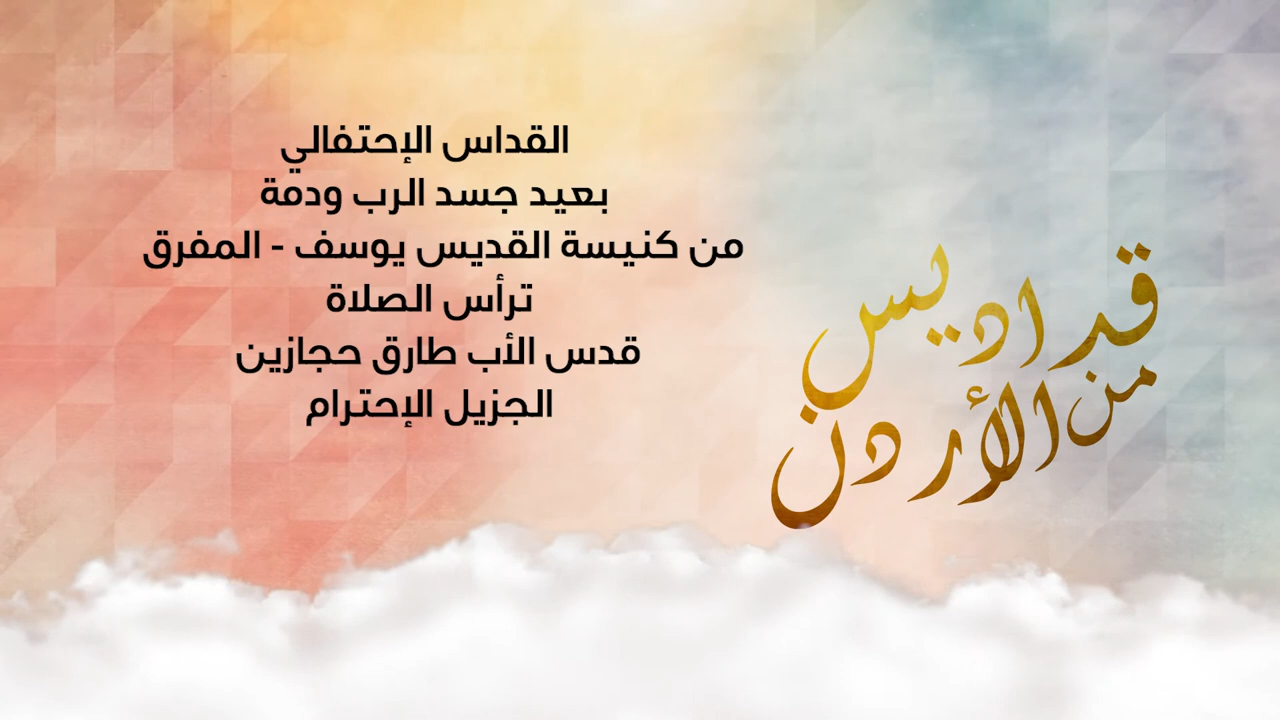 القداس الإحتفالي
بعيد جسد الرب ودمة
من كنيسة القديس يوسف - المفرق
ترأس الصلاة
قدس الأب طارق حجازين
الجزيل الإحترام
قداديس
من الأردن